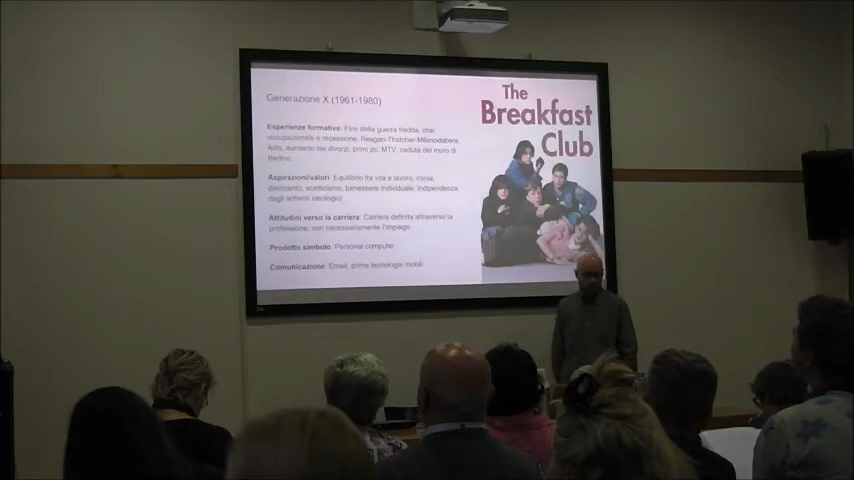 Generazione X (1961-1980)
The
Breakfast
Club
Esperienze formative: Fine della guerra fredda, crisi
occupazionale e recessione, Reagan-Thatcher-Milanodabere,
Aids, aumento dei divorzi, primi pc, MTV, caduta del muro di
Berlino
Aspirazioni/valori: Equilibrio fra vita e lavoro, ironia,
disincanto, scetticismo, benessere individuale, indipendenza
dagli schemi ideologici
Attitudini verso la carriera: Carriera definita attraverso la
professione, non necessariamente l'impiego
Prodotto simbolo: Personal computer
Comunicazione: Email, prime tecnologie mobili